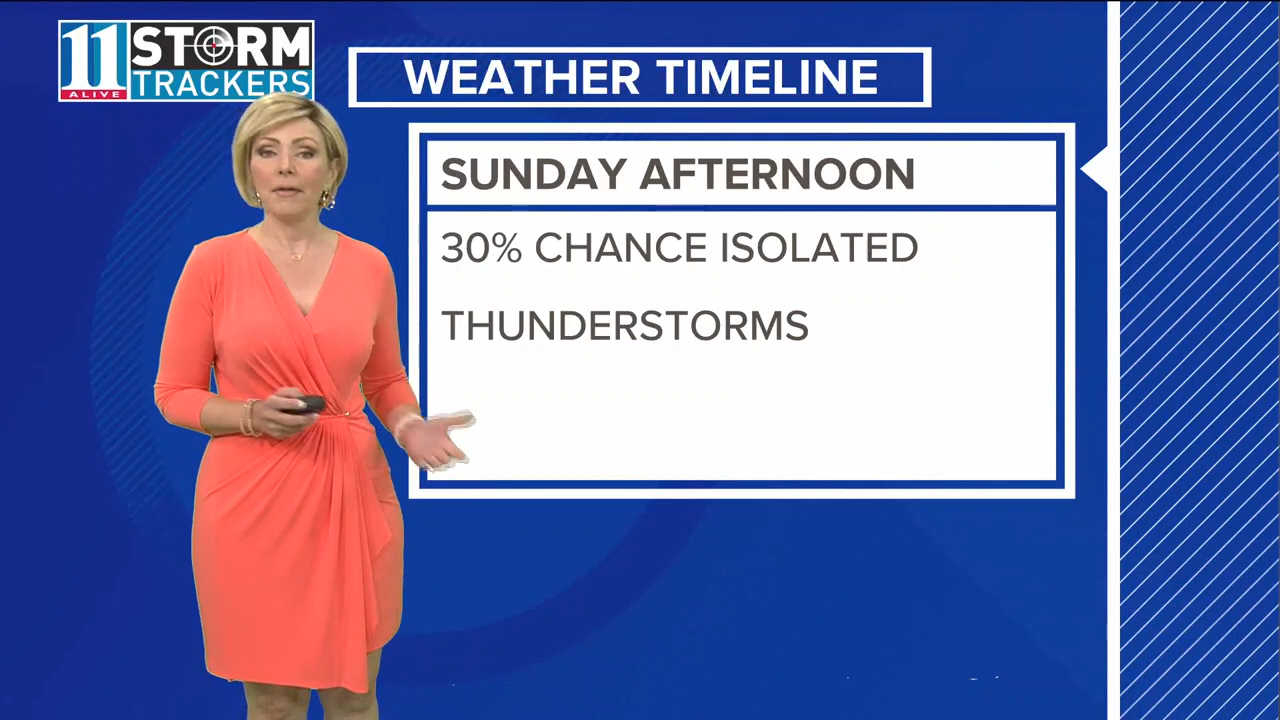 11 STORM
ALIVE TRACKERS
WEATHER TIMELINE
SUNDAY AFTERNOON
30% CHANCE ISOLATED
THUNDERSTORMS